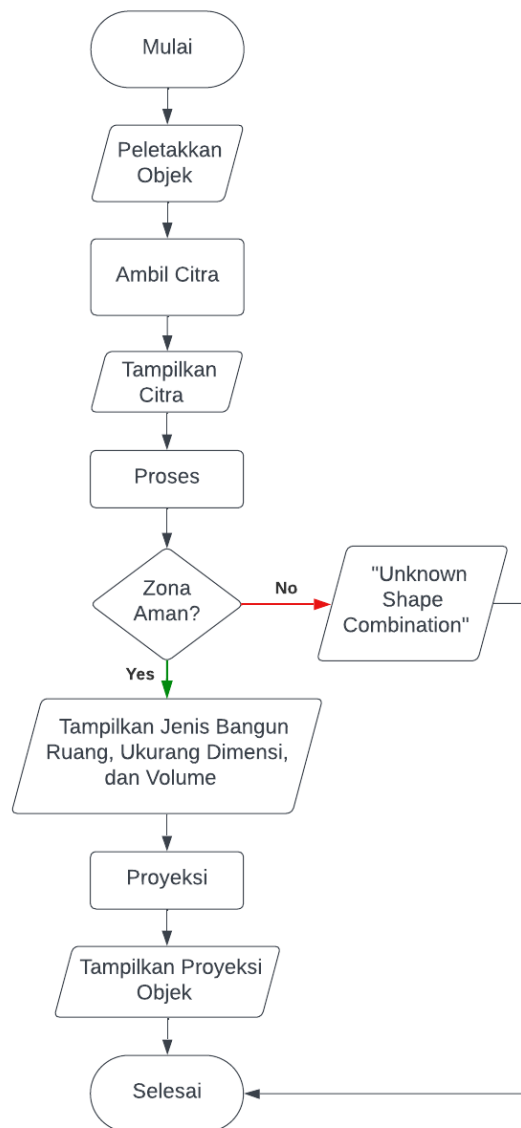 Mulai
Peletakkan
Objek
Ambil Citra
Tampilkan
Citra
Proses
Zona
Aman?
No
"Unknown
Shape
Combination"
Yes
Tampilkan Jenis Bangun
Ruang, Ukurang Dimensi,
dan Volume
Proyeksi
Tampilkan Proyeksi
Objek
Selesai